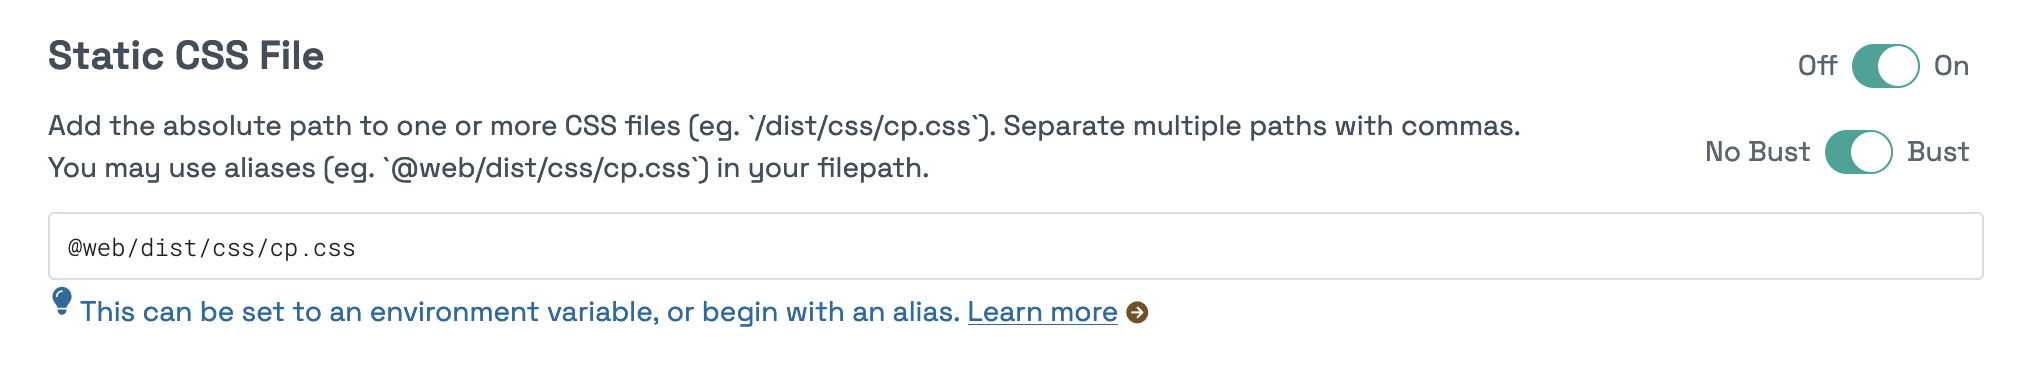 Static CSS File
Off On
Add the absolute path to one or more CSS files (eg. `/dist/css/cp.css`). Separate multiple paths with commas.
You may use aliases (eg. `@web/dist/css/cp.css`) in your filepath.
No Bust Bust
@web/dist/css/cp.css
This can be set to an environment variable, or begin with an alias. Learn more